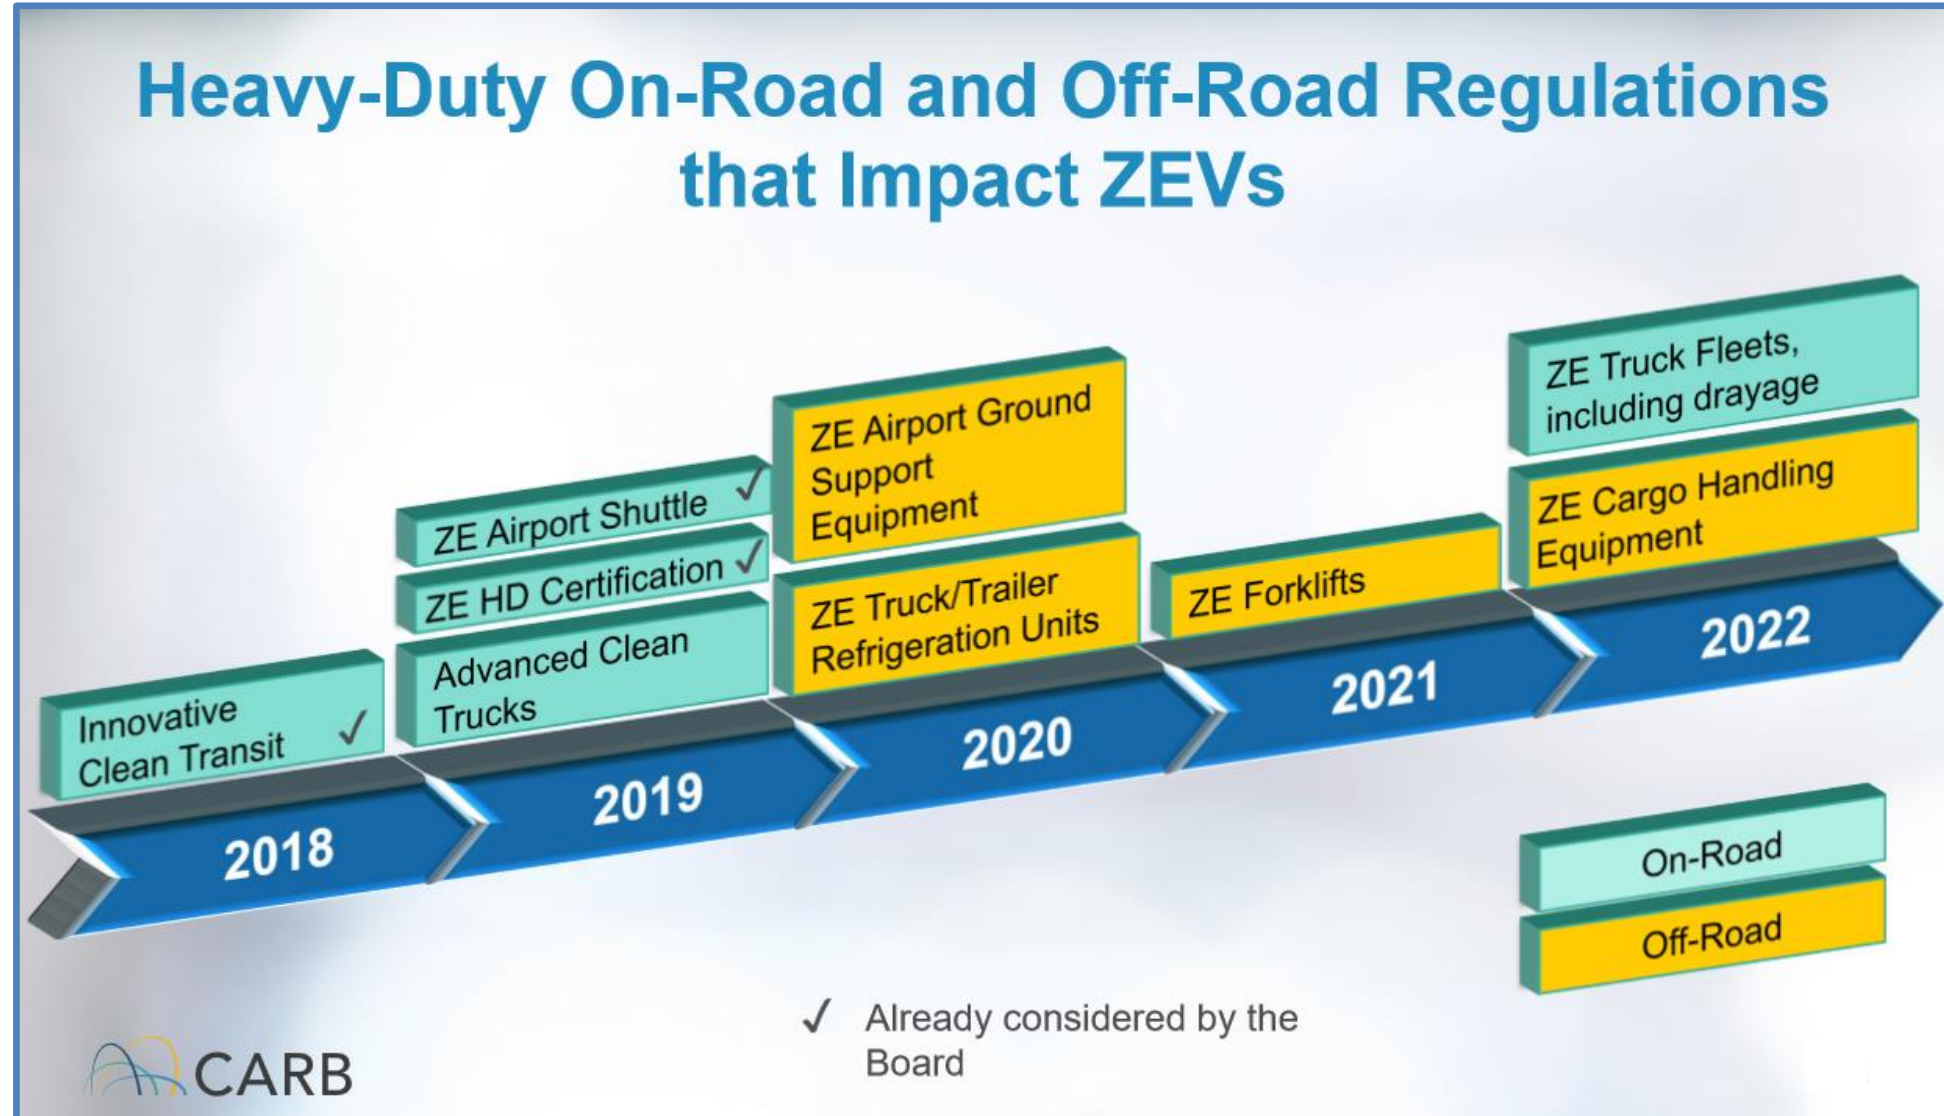 Heavy-Duty On-Road and Off-Road Regulations
that Impact ZEVs
Innovative
Clean Transit ✓
ZE Airport Shuttle ✓
ZE HD Certification ✓
Advanced Clean
Trucks
ZE Airport Ground
Support
Equipment
ZE Truck/Trailer
Refrigeration Units
ZE Forklifts
ZE Truck Fleets,
including drayage
ZE Cargo Handling
Equipment
2018
2019
2020
2021
2022
On-Road
Off-Road
✓ Already considered by the
Board
CARB